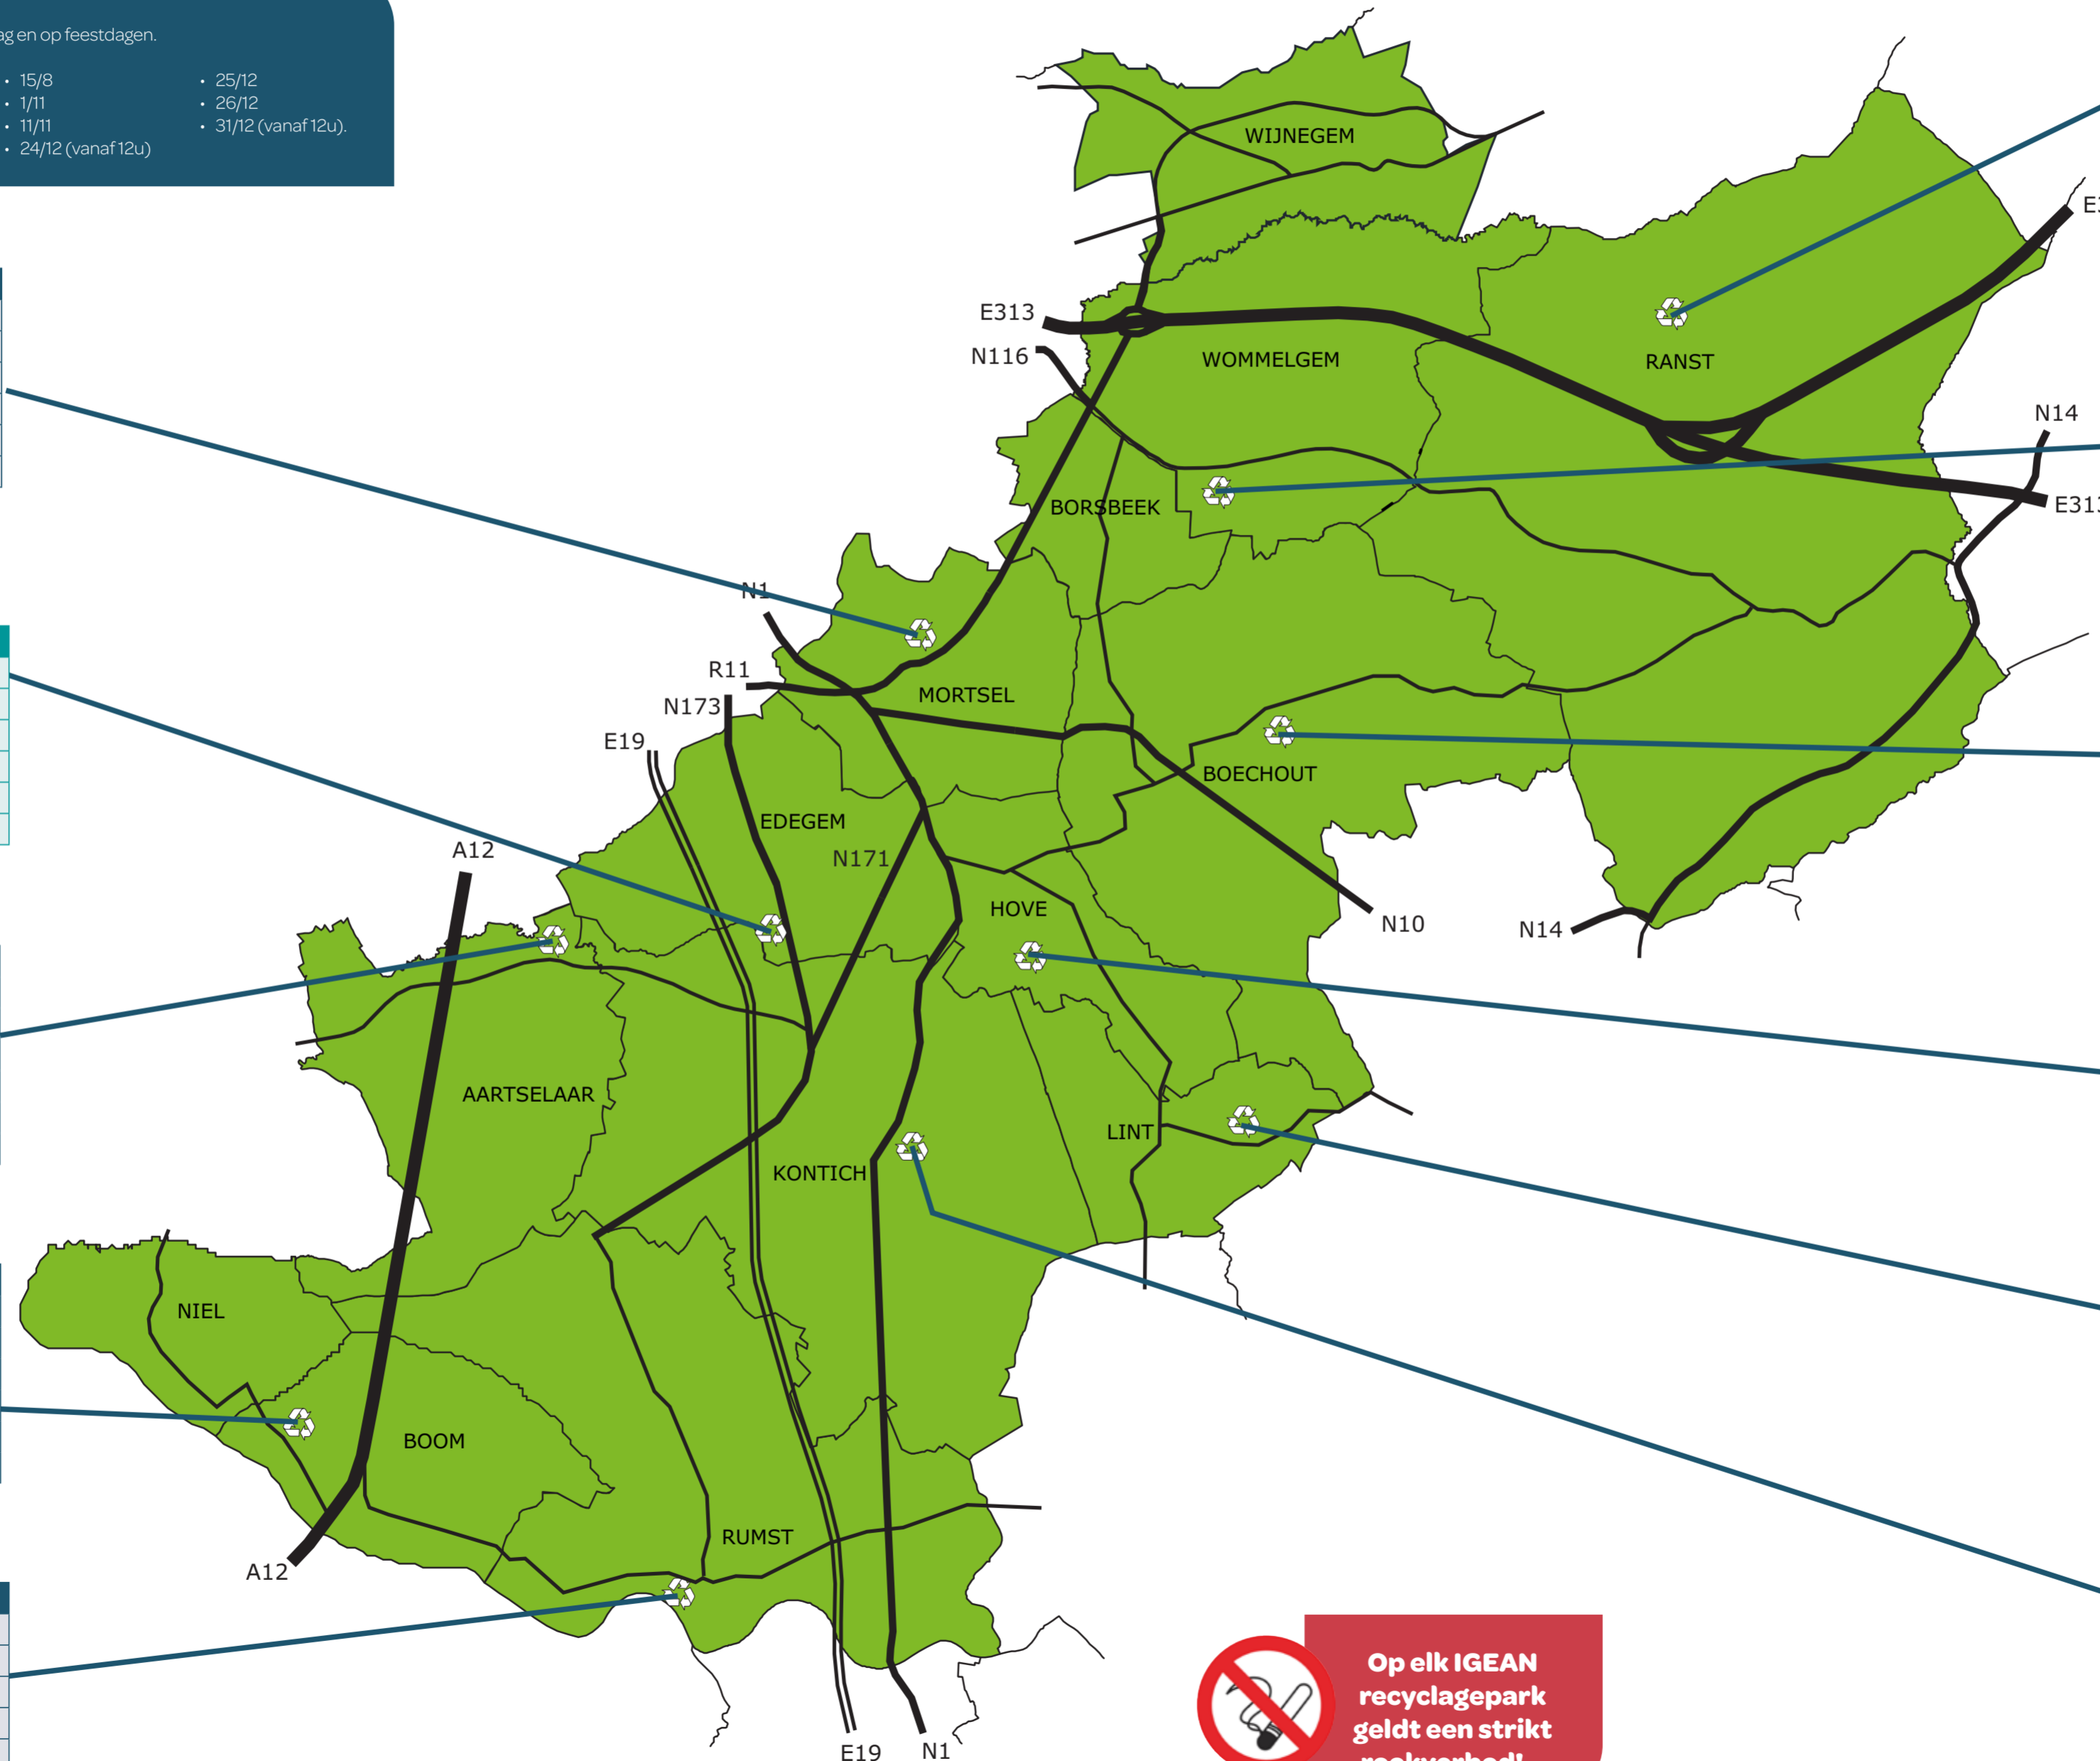 en op feestdagen.
• 15/8
• 1/11
• 11/11
• 24/12 (vanaf 12u)
• 25/12
• 26/12
• 31/12 (vanaf 12u).
WIJNEGEM
E313
N116
WOMMELGEM
RANST
N14
E313
BORSBEEK
N1
R11
N173
MORTSEL
E19
BOECHOUT
EDEGEM
A12
N171
HOVE
N10
N14
AARTSELAAR
LINT
KONTICH
NIEL
BOOM
RUMST
A12
E19
N1
Op elk IGEAN
recyclagepark
geldt een strikt
rookverbod!